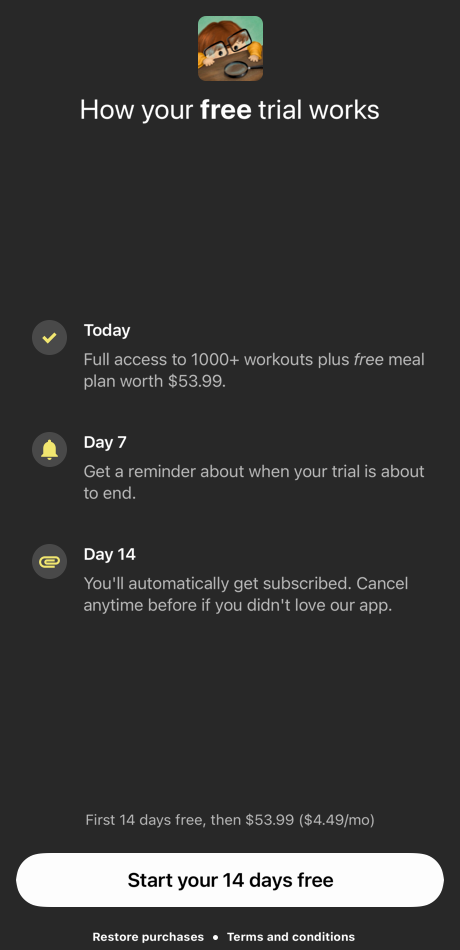 How your free trial works
Today
Full access to 1000+ workouts plus free meal
plan worth $53.99.
Day 7
Get a reminder about when your trial is about
to end.
Day 14
You'll automatically get subscribed. Cancel
anytime before if you didn't love our app.
First 14 days free, then $53.99 ($4.49/mo)
Start your 14 days free
Restore purchases • Terms and conditions